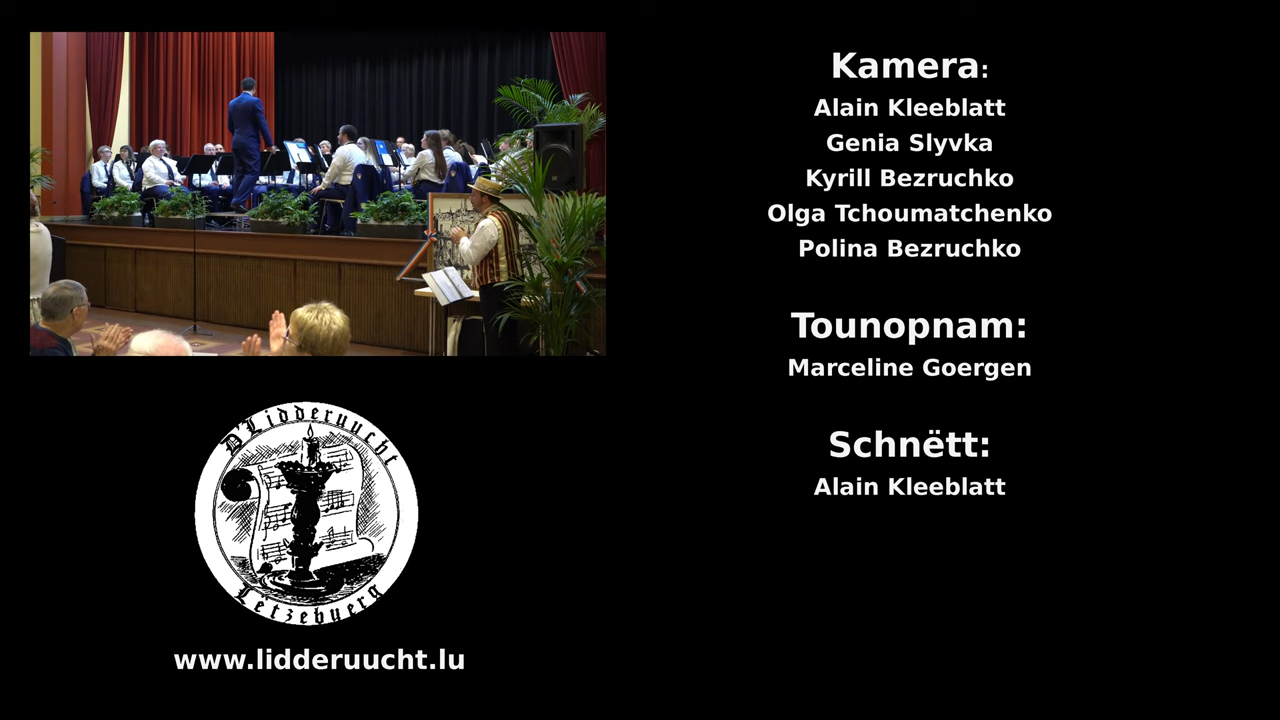 Kamera:
Alain Kleeblatt
Genia Slyvka
Kyrill Bezruchko
Olga Tchoumatchenko
Polina Bezruchko
Tounopnam:
Marceline Goergen
Schnëtt:
Alain Kleeblatt
D'Lidderuucht
Lëtzebuerg
www.lidderuucht.lu